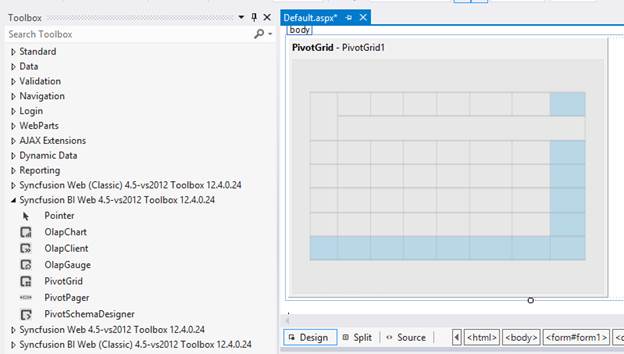 Toolbox
Search Toolbox
Standard
Data
Validation
Navigation
Login
WebParts
AJAX Extensions
Dynamic Data
Reporting
Syncfusion Web (Classic) 4.5-vs2012 Toolbox 12.4.0.24
Syncfusion BI Web 4.5-vs2012 Toolbox 12.4.0.24
Pointer
OlapChart
OlapClient
OlapGauge
PivotGrid
PivotPager
PivotSchemaDesigner
Syncfusion Web 4.5-vs2012 Toolbox 12.4.0.24
Syncfusion BI Web (Classic) 4.5-vs2012 Toolbox 12.4.0.24
Default.aspx*
body
PivotGrid - PivotGrid1
Design Split Source <html> <body> <form#form1>